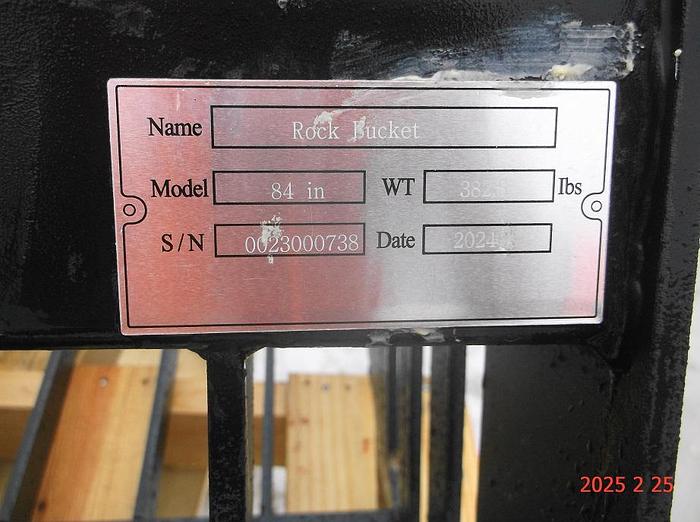 Name Rock Bucket
Model 84 in WT lbs
S/N 0023000738 Date
2025 2 25